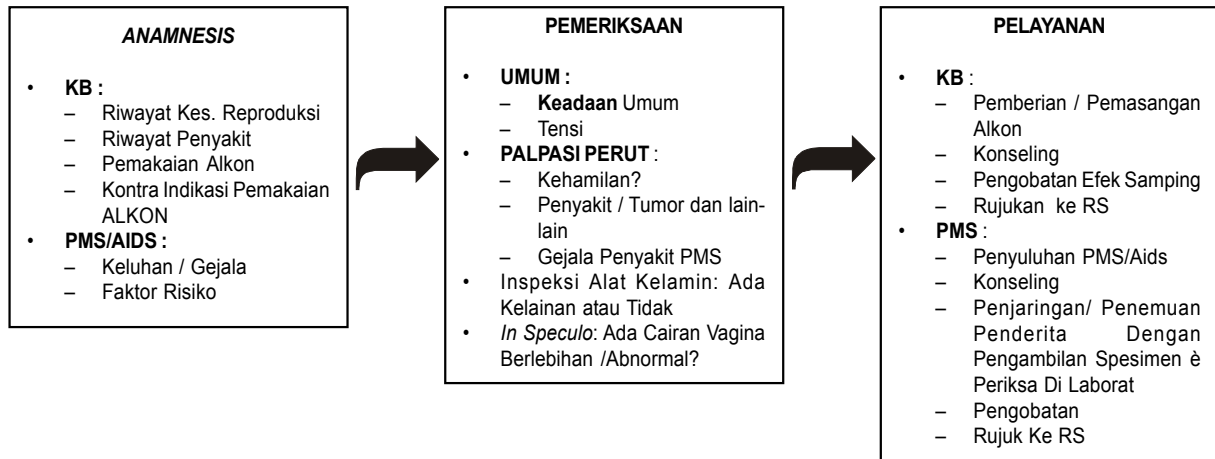 ANAMNESIS
• KB :
– Riwayat Kes. Reproduksi
– Riwayat Penyakit
– Pemakaian Alkon
– Kontra Indikasi Pemakaian
ALKON
• PMS/AIDS :
– Keluhan / Gejala
– Faktor Risiko
PEMERIKSAAN
• UMUM :
– Keadaan Umum
– Tensi
• PALPASI PERUT :
– Kehamilan?
– Penyakit / Tumor dan lain-
lain
– Gejala Penyakit PMS
• Inspeksi Alat Kelamin: Ada
Kelainan atau Tidak
• In Speculo: Ada Cairan Vagina
Berlebihan /Abnormal?
PELAYANAN
• KB :
– Pemberian / Pemasangan
Alkon
– Konseling
– Pengobatan Efek Samping
– Rujukan ke RS
• PMS :
– Penyuluhan PMS/Aids
– Konseling
– Penjaringan/ Penemuan
Penderita Dengan
Pengambilan Spesimen è
Periksa Di Laborat
– Pengobatan
– Rujuk Ke RS